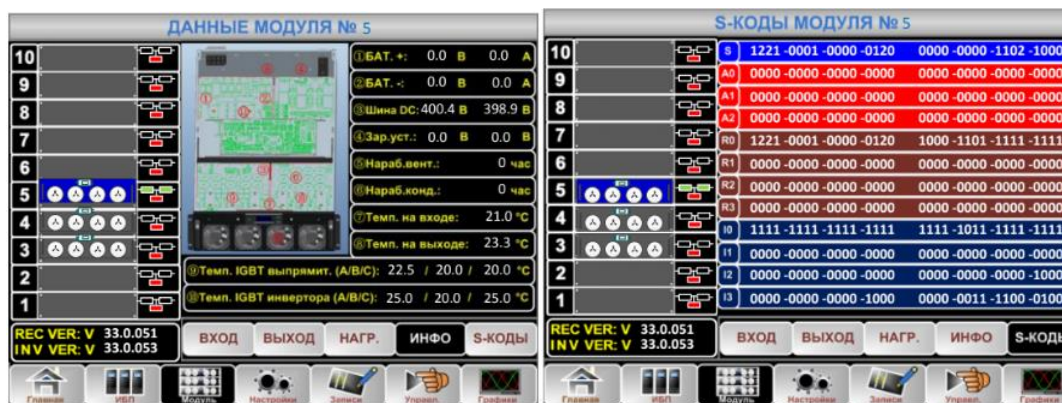 ДАННЫЕ МОДУЛЯ № 5
10
9
8
7
6
5
4
3
2
1
①БАТ. +: 0.0 В 0.0 А
②БАТ. -: 0.0 В 0.0 А
③Шина DC: 400.4 В 398.9 В
④Зар.уст.: 0.0 В 0.0 В
⑤Нараб.вент.: 0 час
⑥Нараб.конд.: 0 час
⑦Темп. на входе: 21.0 °C
⑧Темп. на выходе: 23.3 °C
⑨Темп. IGBT выпрямит. (А/В/С): 22.5 / 20.0 / 20.0 °C
⑩Темп. IGBT инвертора (А/В/С): 25.0 / 20.0 / 25.0 °C
REC VER: V 33.0.051
INV VER: V 33.0.053
ВХОД ВЫХОД НАГР. ИНФО S-КОДЫ
Главная ИБП Модуль Настройки Записи Управл. Графики
S-КОДЫ МОДУЛЯ № 5
10
9
8
7
6
5
4
3
2
1
S 1221 -0001 -0000 -0120 0000 -0000 -1102 -1000
A0 0000 -0000 -0000 -0000 0000 -0000 -0000 -0000
A1 0000 -0000 -0000 -0000 0000 -0000 -0000 -0000
A2 0000 -0000 -0000 -0000 0000 -0000 -0000 -0000
R0 1221 -0001 -0000 -0120 1000 -1101 -1111 -1111
R1 0000 -0000 -0000 -0000 0000 -0000 -0000 -0000
R2 0000 -0000 -0000 -0000 0000 -0000 -0000 -0000
R3 0000 -0000 -0000 -0000 0000 -0000 -0000 -0000
I0 1111 -1111 -1111 -1111 1111 -1011 -1111 -1111
I1 0000 -0000 -0000 -0000 0000 -0000 -0000 -0000
I2 0000 -0000 -0000 -0000 0000 -0000 -0000 -1000
I3 0000 -0000 -0000 -1000 0000 -0011 -1100 -0100
REC VER: V 33.0.051
INV VER: V 33.0.053
ВХОД ВЫХОД НАГР. ИНФО S-КОДЫ
Главная ИБП Модуль Настройки Записи Управл. Графики